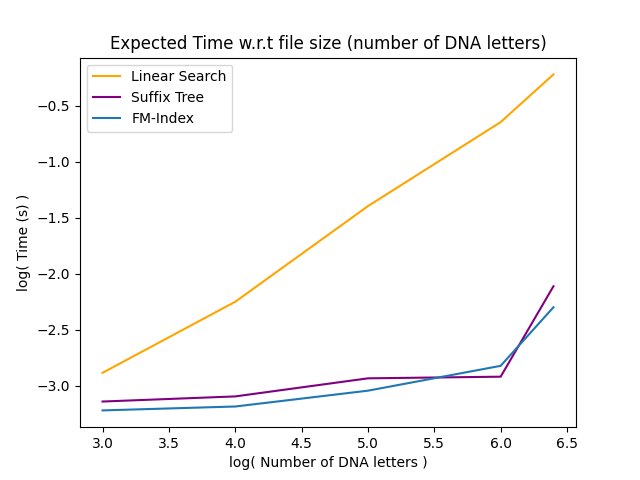 Expected Time w.r.t file size (number of DNA letters)
Linear Search
Suffix Tree
FM-Index
log( Time (s) )
−0.5
−1.0
−1.5
−2.0
−2.5
−3.0
3.0 3.5 4.0 4.5 5.0 5.5 6.0 6.5
log( Number of DNA letters )